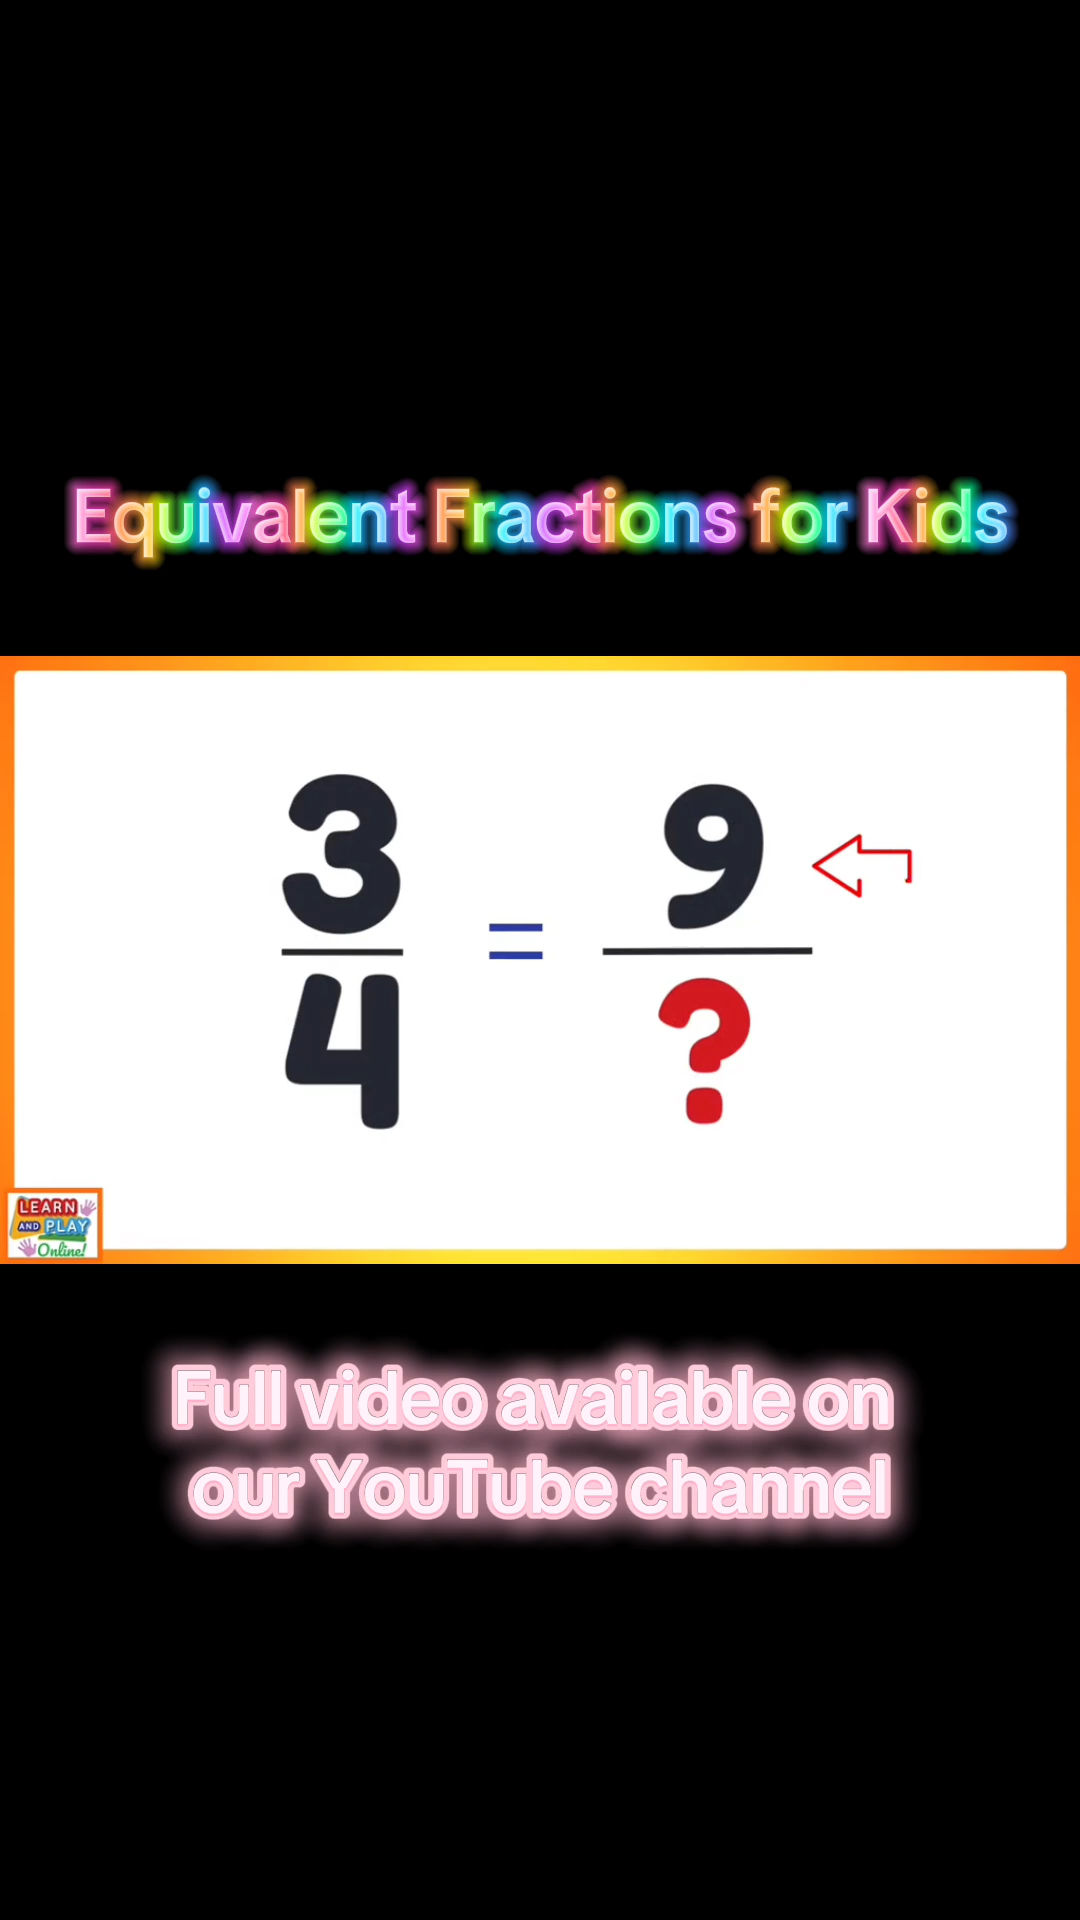 Equivalent Fractions for Kids
3 9
=
4 ?
LEARN
AND PLAY
Online!
Full video available on
our YouTube channel